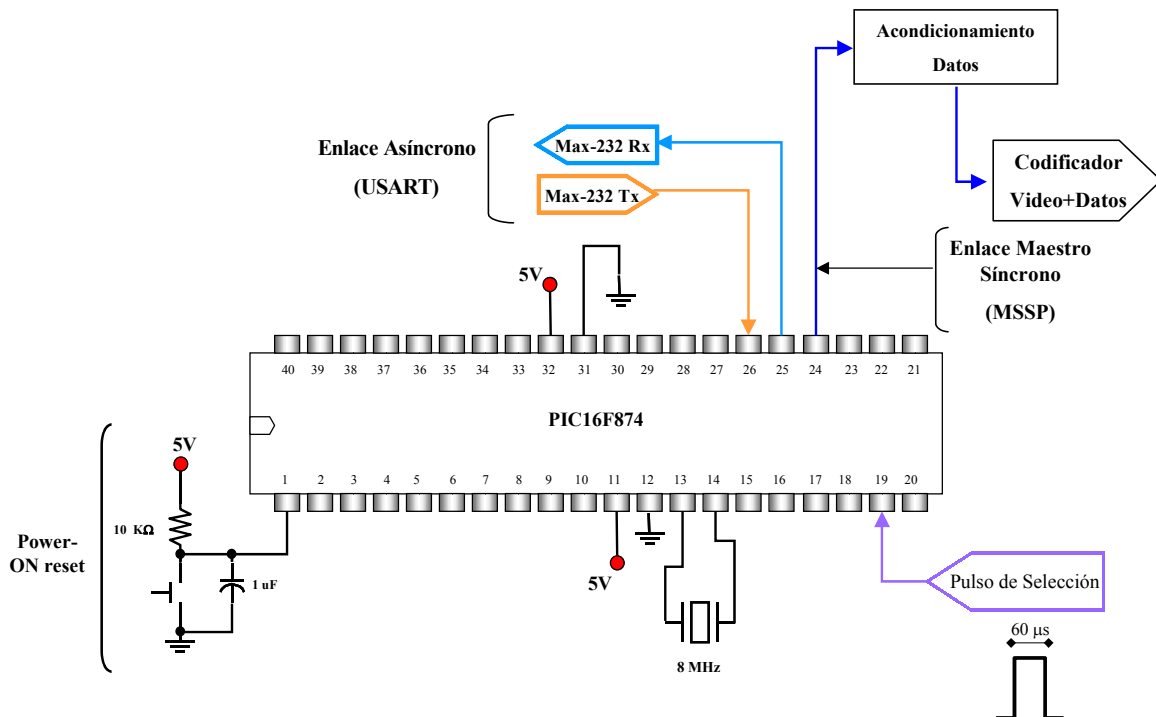 Acondicionamiento
Datos
Enlace Asíncrono
(USART)
Max-232 Rx
Max-232 Tx
Codificador
Video+Datos
Enlace Maestro
Síncrono
(MSSP)
5V
40 39 38 37 36 35 34 33 32 31 30 29 28 27 26 25 24 23 22 21
PIC16F874
1 2 3 4 5 6 7 8 9 10 11 12 13 14 15 16 17 18 19 20
Power-
ON reset
5V
10 KΩ
1 uF
5V
8 MHz
Pulso de Selección
60 µs